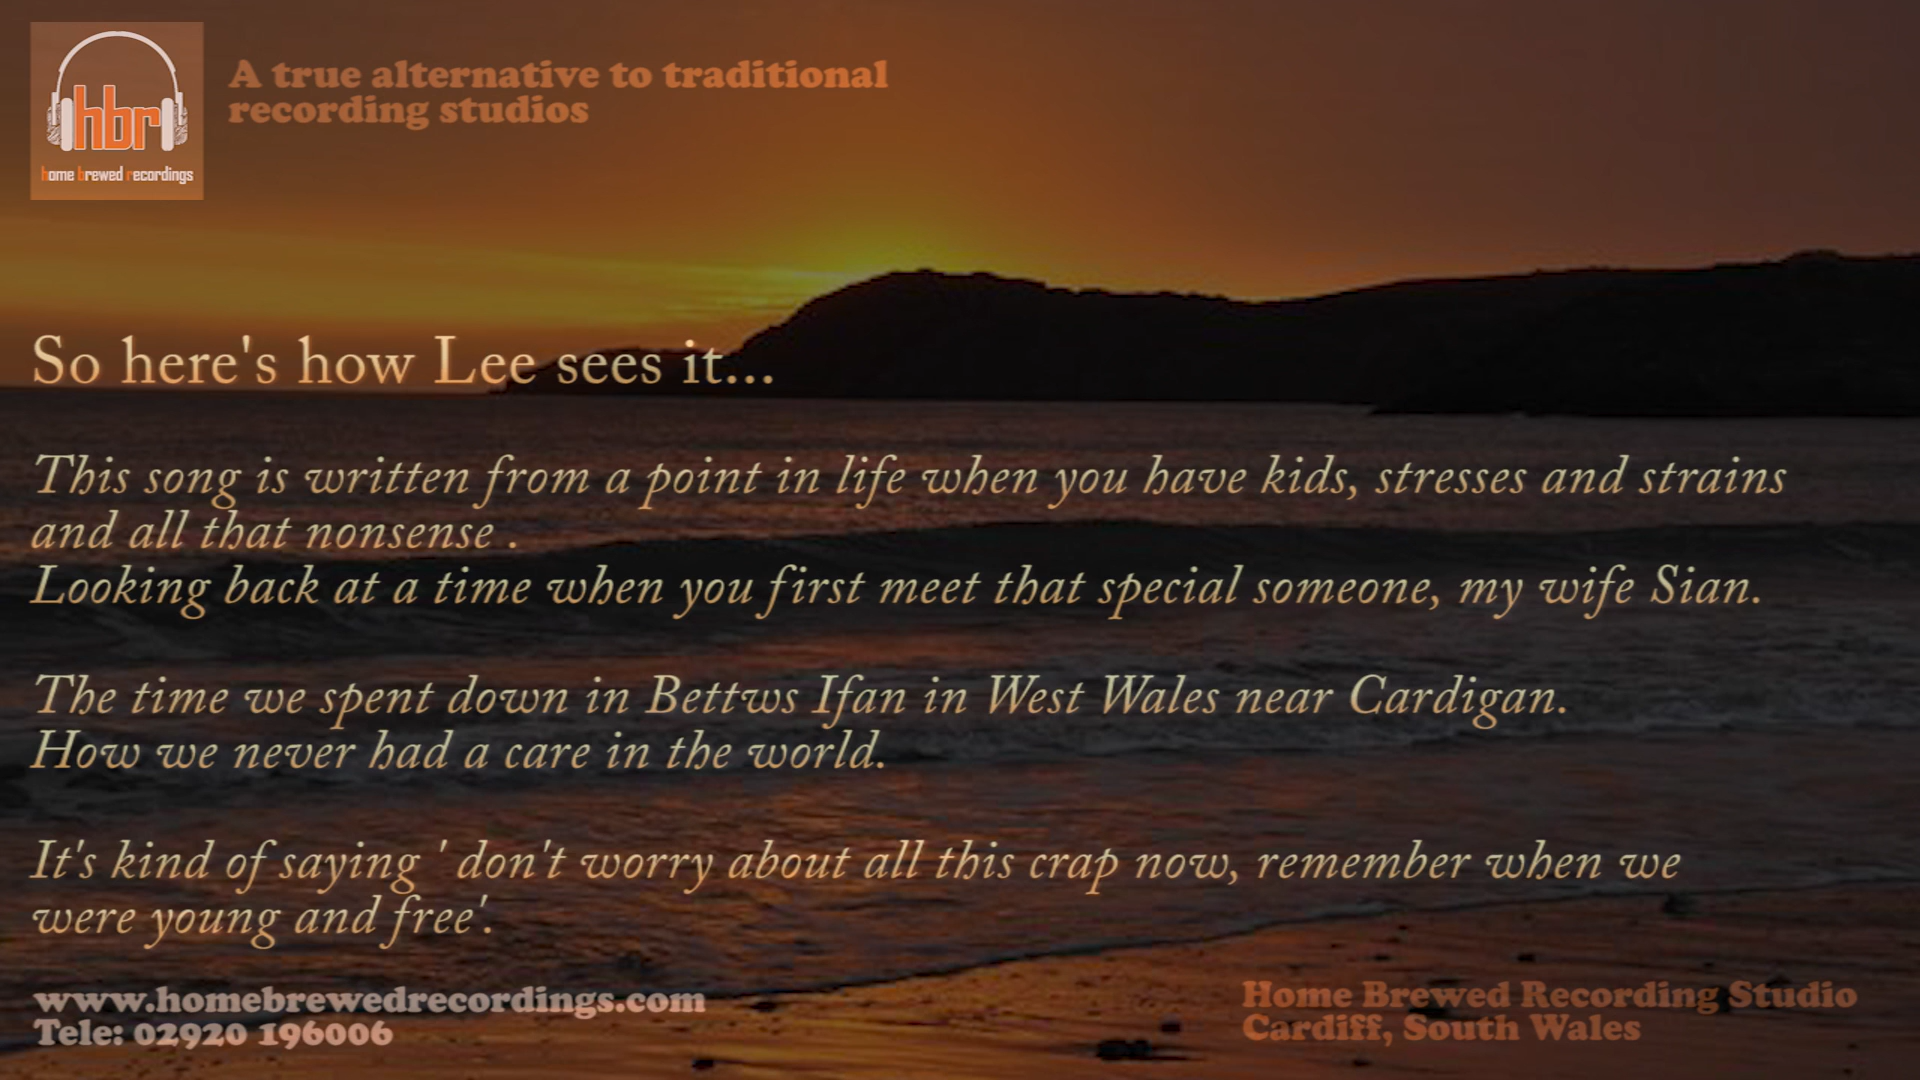 hbr
home brewed recordings
A true alternative to traditional
recording studios
So here's how Lee sees it...
This song is written from a point in life when you have kids, stresses and strains
and all that nonsense .
Looking back at a time when you first meet that special someone, my wife Sian.
The time we spent down in Bettws Ifan in West Wales near Cardigan.
How we never had a care in the world.
It's kind of saying ' don't worry about all this crap now, remember when we
were young and free'.
www.homebrewedrecordings.com
Tele: 02920 196006
Home Brewed Recording Studio
Cardiff, South Wales